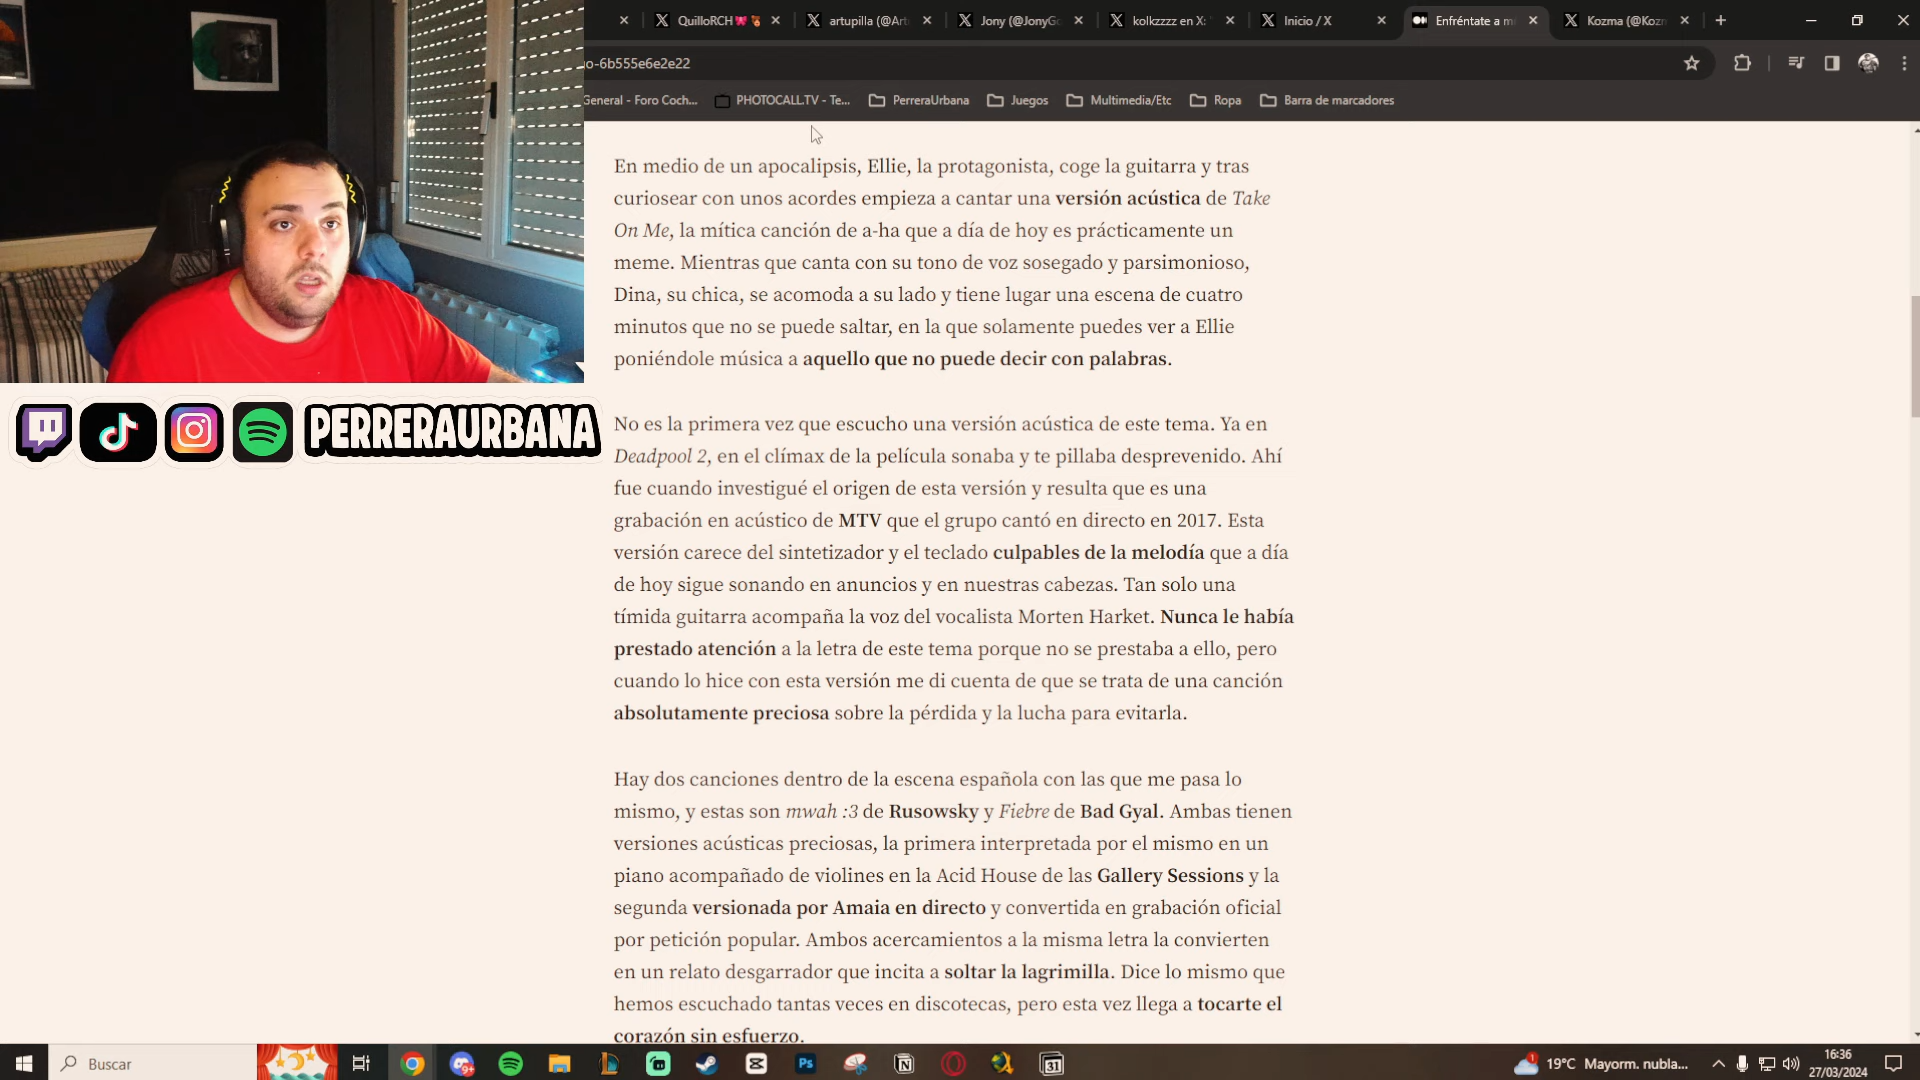 QuilloRCH
artupilla (@Art
Jony (@JonyGo
kolkzzzz en X:
Inicio / X
Enfréntate a mi
Kozma (@Kozm
o-6b555e6e2e22
General - Foro Coch...
PHOTOCALL.TV - Te...
PerreraUrbana
Juegos
Multimedia/Etc
Ropa
Barra de marcadores
En medio de un apocalipsis, Ellie, la protagonista, coge la guitarra y tras
curiosear con unos acordes empieza a cantar una versión acústica de Take
On Me, la mítica canción de a-ha que a día de hoy es prácticamente un
meme. Mientras que canta con su tono de voz sosegado y parsimonioso,
Dina, su chica, se acomoda a su lado y tiene lugar una escena de cuatro
minutos que no se puede saltar, en la que solamente puedes ver a Ellie
poniéndole música a aquello que no puede decir con palabras.
PERRERAURBANA
No es la primera vez que escucho una versión acústica de este tema. Ya en
Deadpool 2, en el clímax de la película sonaba y te pillaba desprevenido. Ahí
fue cuando investigué el origen de esta versión y resulta que es una
grabación en acústico de MTV que el grupo cantó en directo en 2017. Esta
versión carece del sintetizador y el teclado culpables de la melodía que a día
de hoy sigue sonando en anuncios y en nuestras cabezas. Tan solo una
tímida guitarra acompaña la voz del vocalista Morten Harket. Nunca le había
prestado atención a la letra de este tema porque no se prestaba a ello, pero
cuando lo hice con esta versión me di cuenta de que se trata de una canción
absolutamente preciosa sobre la pérdida y la lucha para evitarla.
Hay dos canciones dentro de la escena española con las que me pasa lo
mismo, y estas son mwah :3 de Rusowsky y Fiebre de Bad Gyal. Ambas tienen
versiones acústicas preciosas, la primera interpretada por el mismo en un
piano acompañado de violines en la Acid House de las Gallery Sessions y la
segunda versionada por Amaia en directo y convertida en grabación oficial
por petición popular. Ambos acercamientos a la misma letra la convierten
en un relato desgarrador que incita a soltar la lagrimilla. Dice lo mismo que
hemos escuchado tantas veces en discotecas, pero esta vez llega a tocarte el
corazón sin esfuerzo.
Buscar
9+
Ps
31
1
19°C Mayorm. nubla...
16:36
27/03/2024